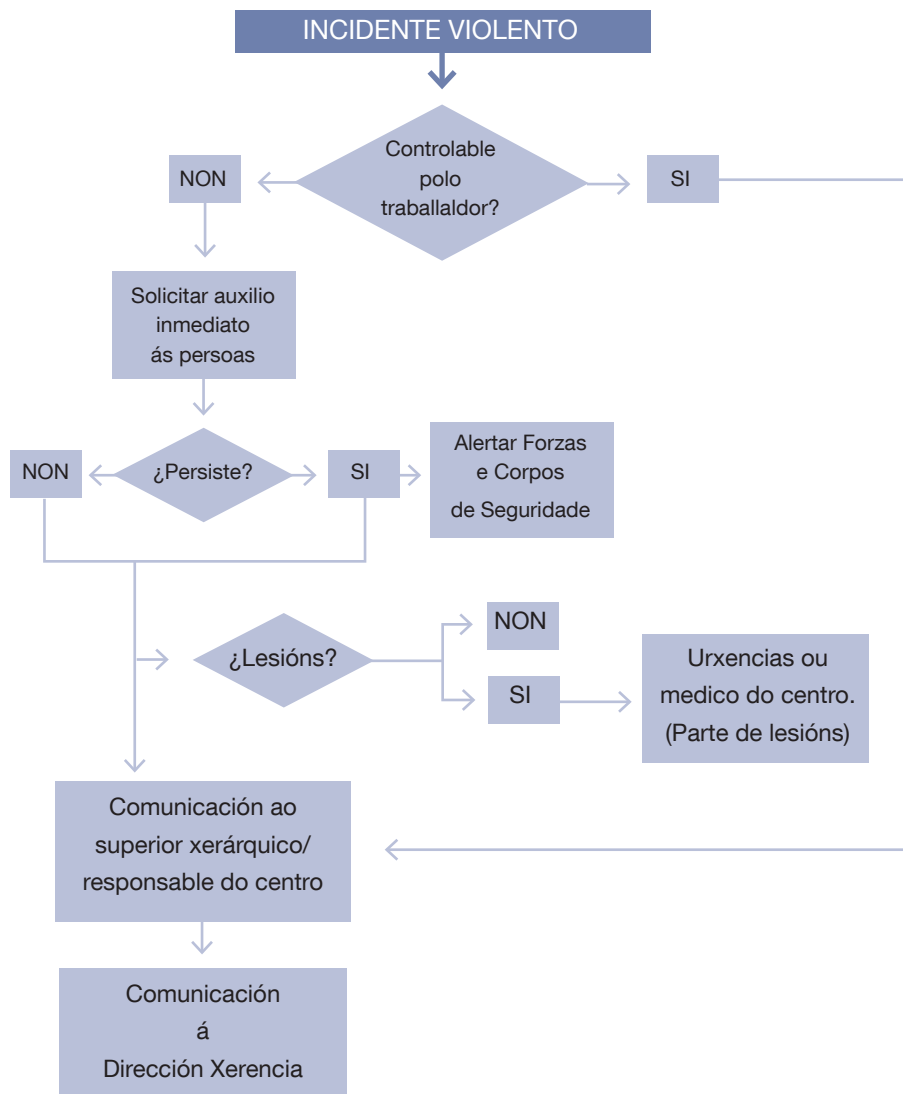 INCIDENTE VIOLENTO
Controlable
polo
traballaldor?
NON
SI
Solicitar auxilio
inmediato
ás persoas
NON
¿Persiste?
SI
Alertar Forzas
e Corpos
de Seguridade
¿Lesións?
NON
SI
Urxencias ou
medico do centro.
(Parte de lesións)
Comunicación ao
superior xerárquico/
responsable do centro
Comunicación
á
Dirección Xerencia